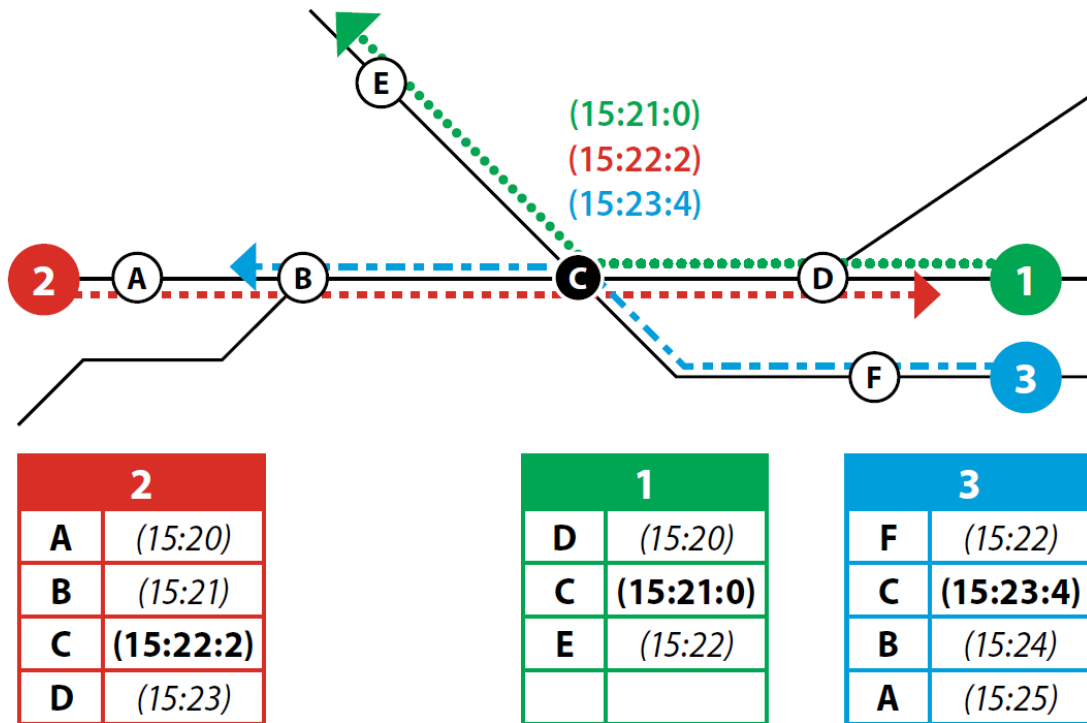 E
(15:21:0)
(15:22:2)
(15:23:4)
2 A B C D 1
F 3
2
A (15:20)
B (15:21)
C (15:22:2)
D (15:23)
1
D (15:20)
C (15:21:0)
E (15:22)
3
F (15:22)
C (15:23:4)
B (15:24)
A (15:25)